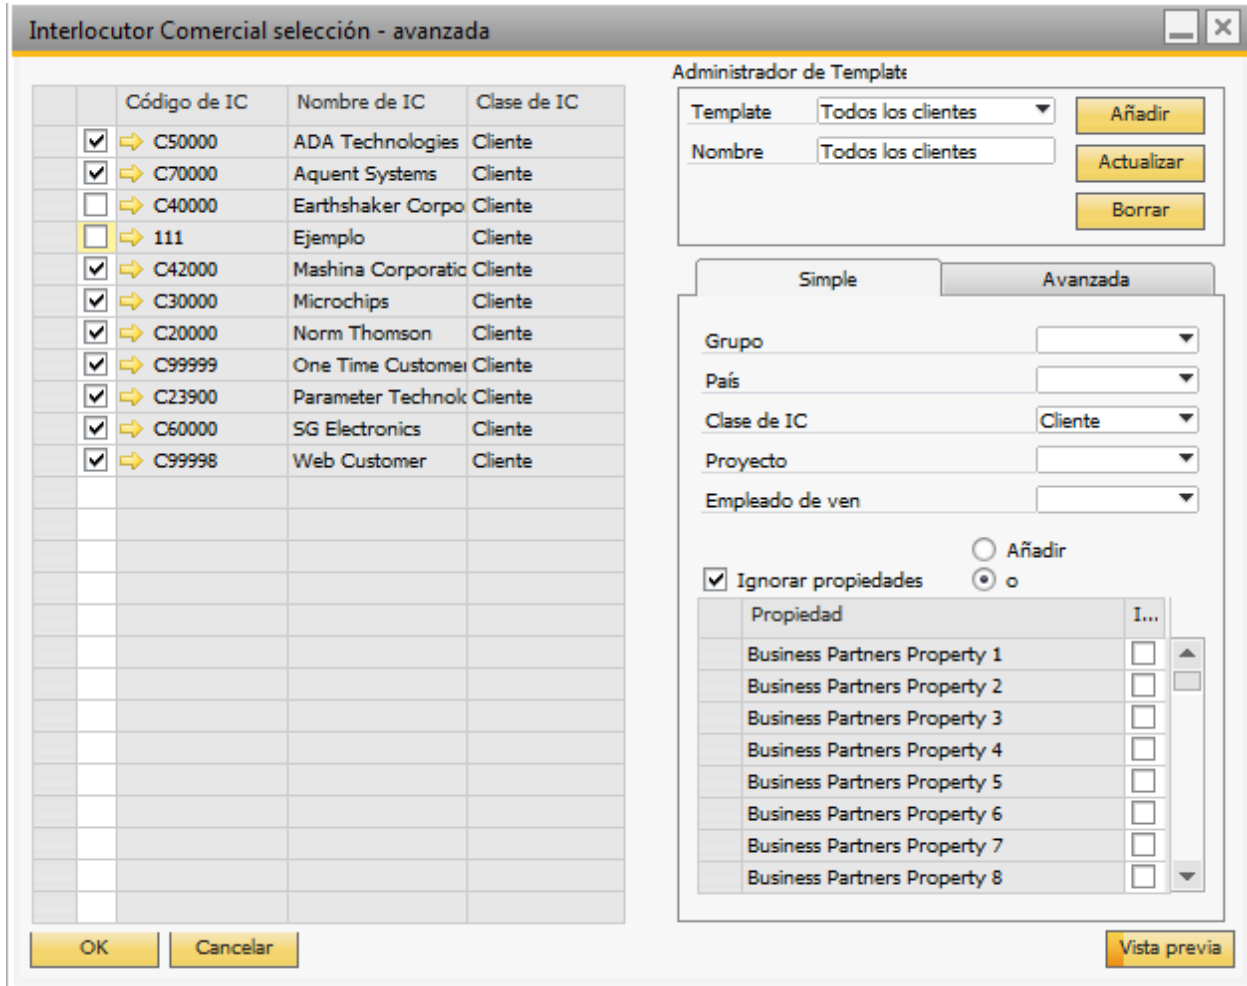 Interlocutor Comercial selección - avanzada
Código de IC Nombre de IC Clase de IC
C50000 ADA Technologies Cliente
C70000 Aquent Systems Cliente
C40000 Earthshaker Corpo Cliente
111 Ejemplo Cliente
C42000 Mashina Corporatic Cliente
C30000 Microchips Cliente
C20000 Norm Thomson Cliente
C99999 One Time Customer Cliente
C23900 Parameter Technolc Cliente
C60000 SG Electronics Cliente
C99998 Web Customer Cliente
OK Cancelar
Administrador de Template
Template Todos los clientes Añadir
Nombre Todos los clientes Actualizar
Borrar
Simple Avanzada
Grupo
País
Clase de IC Cliente
Proyecto
Empleado de ven
Añadir
Ignorar propiedades o
Propiedad I...
Business Partners Property 1
Business Partners Property 2
Business Partners Property 3
Business Partners Property 4
Business Partners Property 5
Business Partners Property 6
Business Partners Property 7
Business Partners Property 8
Vista previa